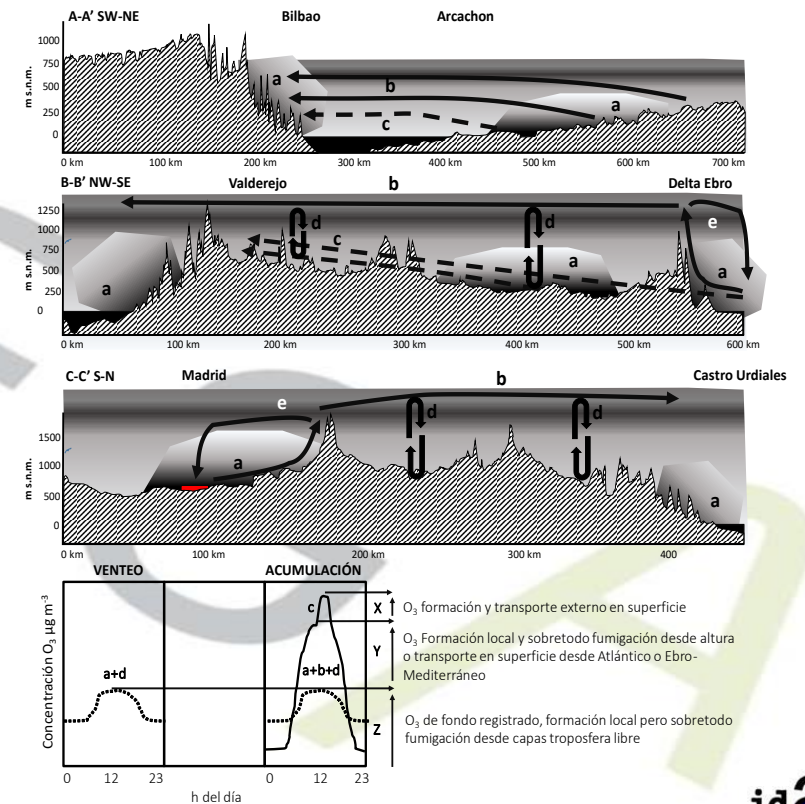 A-A’ SW-NE Bilbao Arcachon
m s.n.m.
1000
750
500
250
0
a
b
c
a
0 km 100 km 200 km 300 km 400 km 500 km 600 km 700 km
B-B’ NW-SE Valderejo b Delta Ebro
m s.n.m.
1250
1000
750
500
250
0
a
d
c
d
a
e
a
0 km 100 km 200 km 300 km 400 km 500 km 600 km
C-C’ S-N Madrid b Castro Urdiales
m s.n.m.
1500
1000
500
0
e
a
d
d
a
0 km 100 km 200 km 300 km 400
VENTEO ACUMULACIÓN
Concentración O₃ µg m⁻³
a+d
c
a+b+d
X
Y
Z
O₃ formación y transporte externo en superficie
O₃ Formación local y sobretodo fumigación desde altura
o transporte en superficie desde Atlántico o Ebro-
Mediterráneo
O₃ de fondo registrado, formación local pero sobretodo
fumigación desde capas troposfera libre
0 12 23 0 12 23
h del día